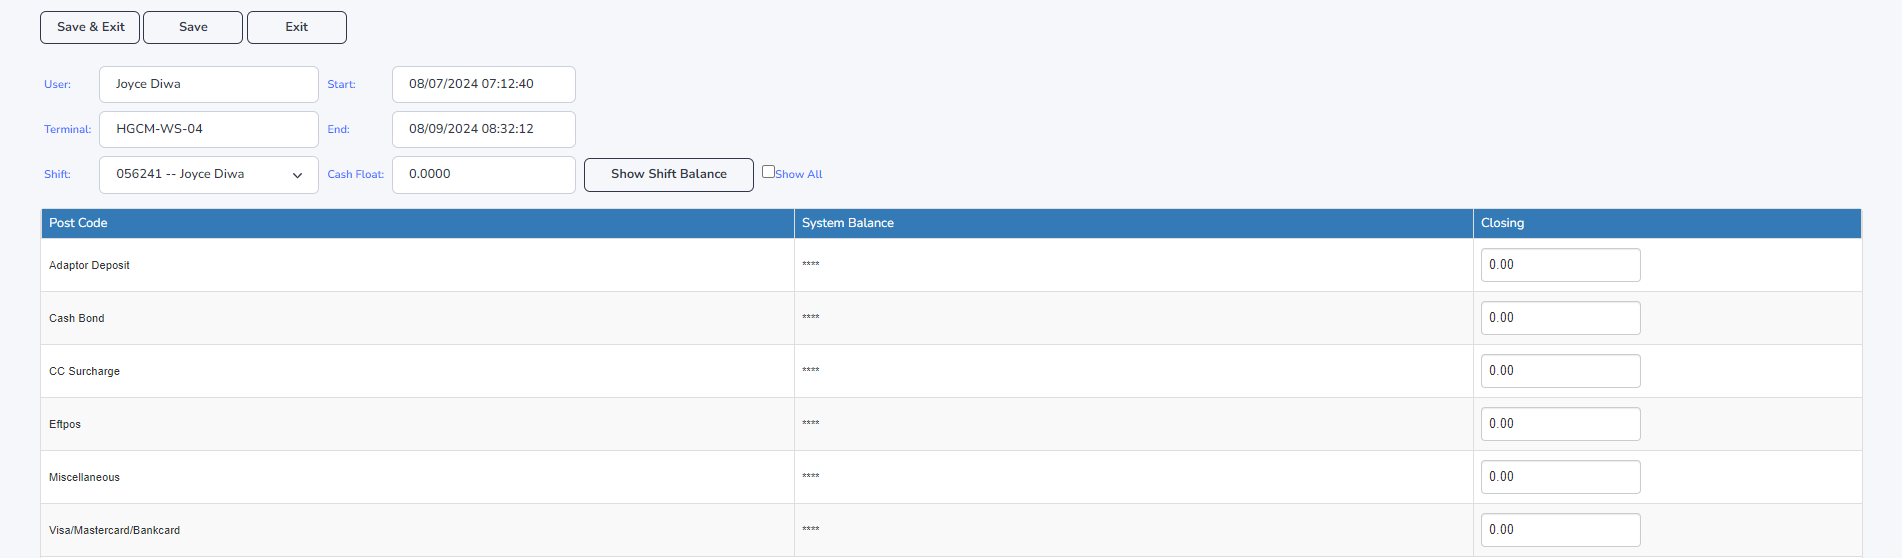 Save & Exit Save Exit
User: Joyce Diwa Start: 08/07/2024 07:12:40
Terminal: HGCM-WS-04 End: 08/09/2024 08:32:12
Shift: 056241 -- Joyce Diwa Cash Float: 0.0000 Show Shift Balance Show All
Post Code System Balance Closing
Adaptor Deposit **** 0.00
Cash Bond **** 0.00
CC Surcharge **** 0.00
Eftpos **** 0.00
Miscellaneous **** 0.00
Visa/Mastercard/Bankcard **** 0.00